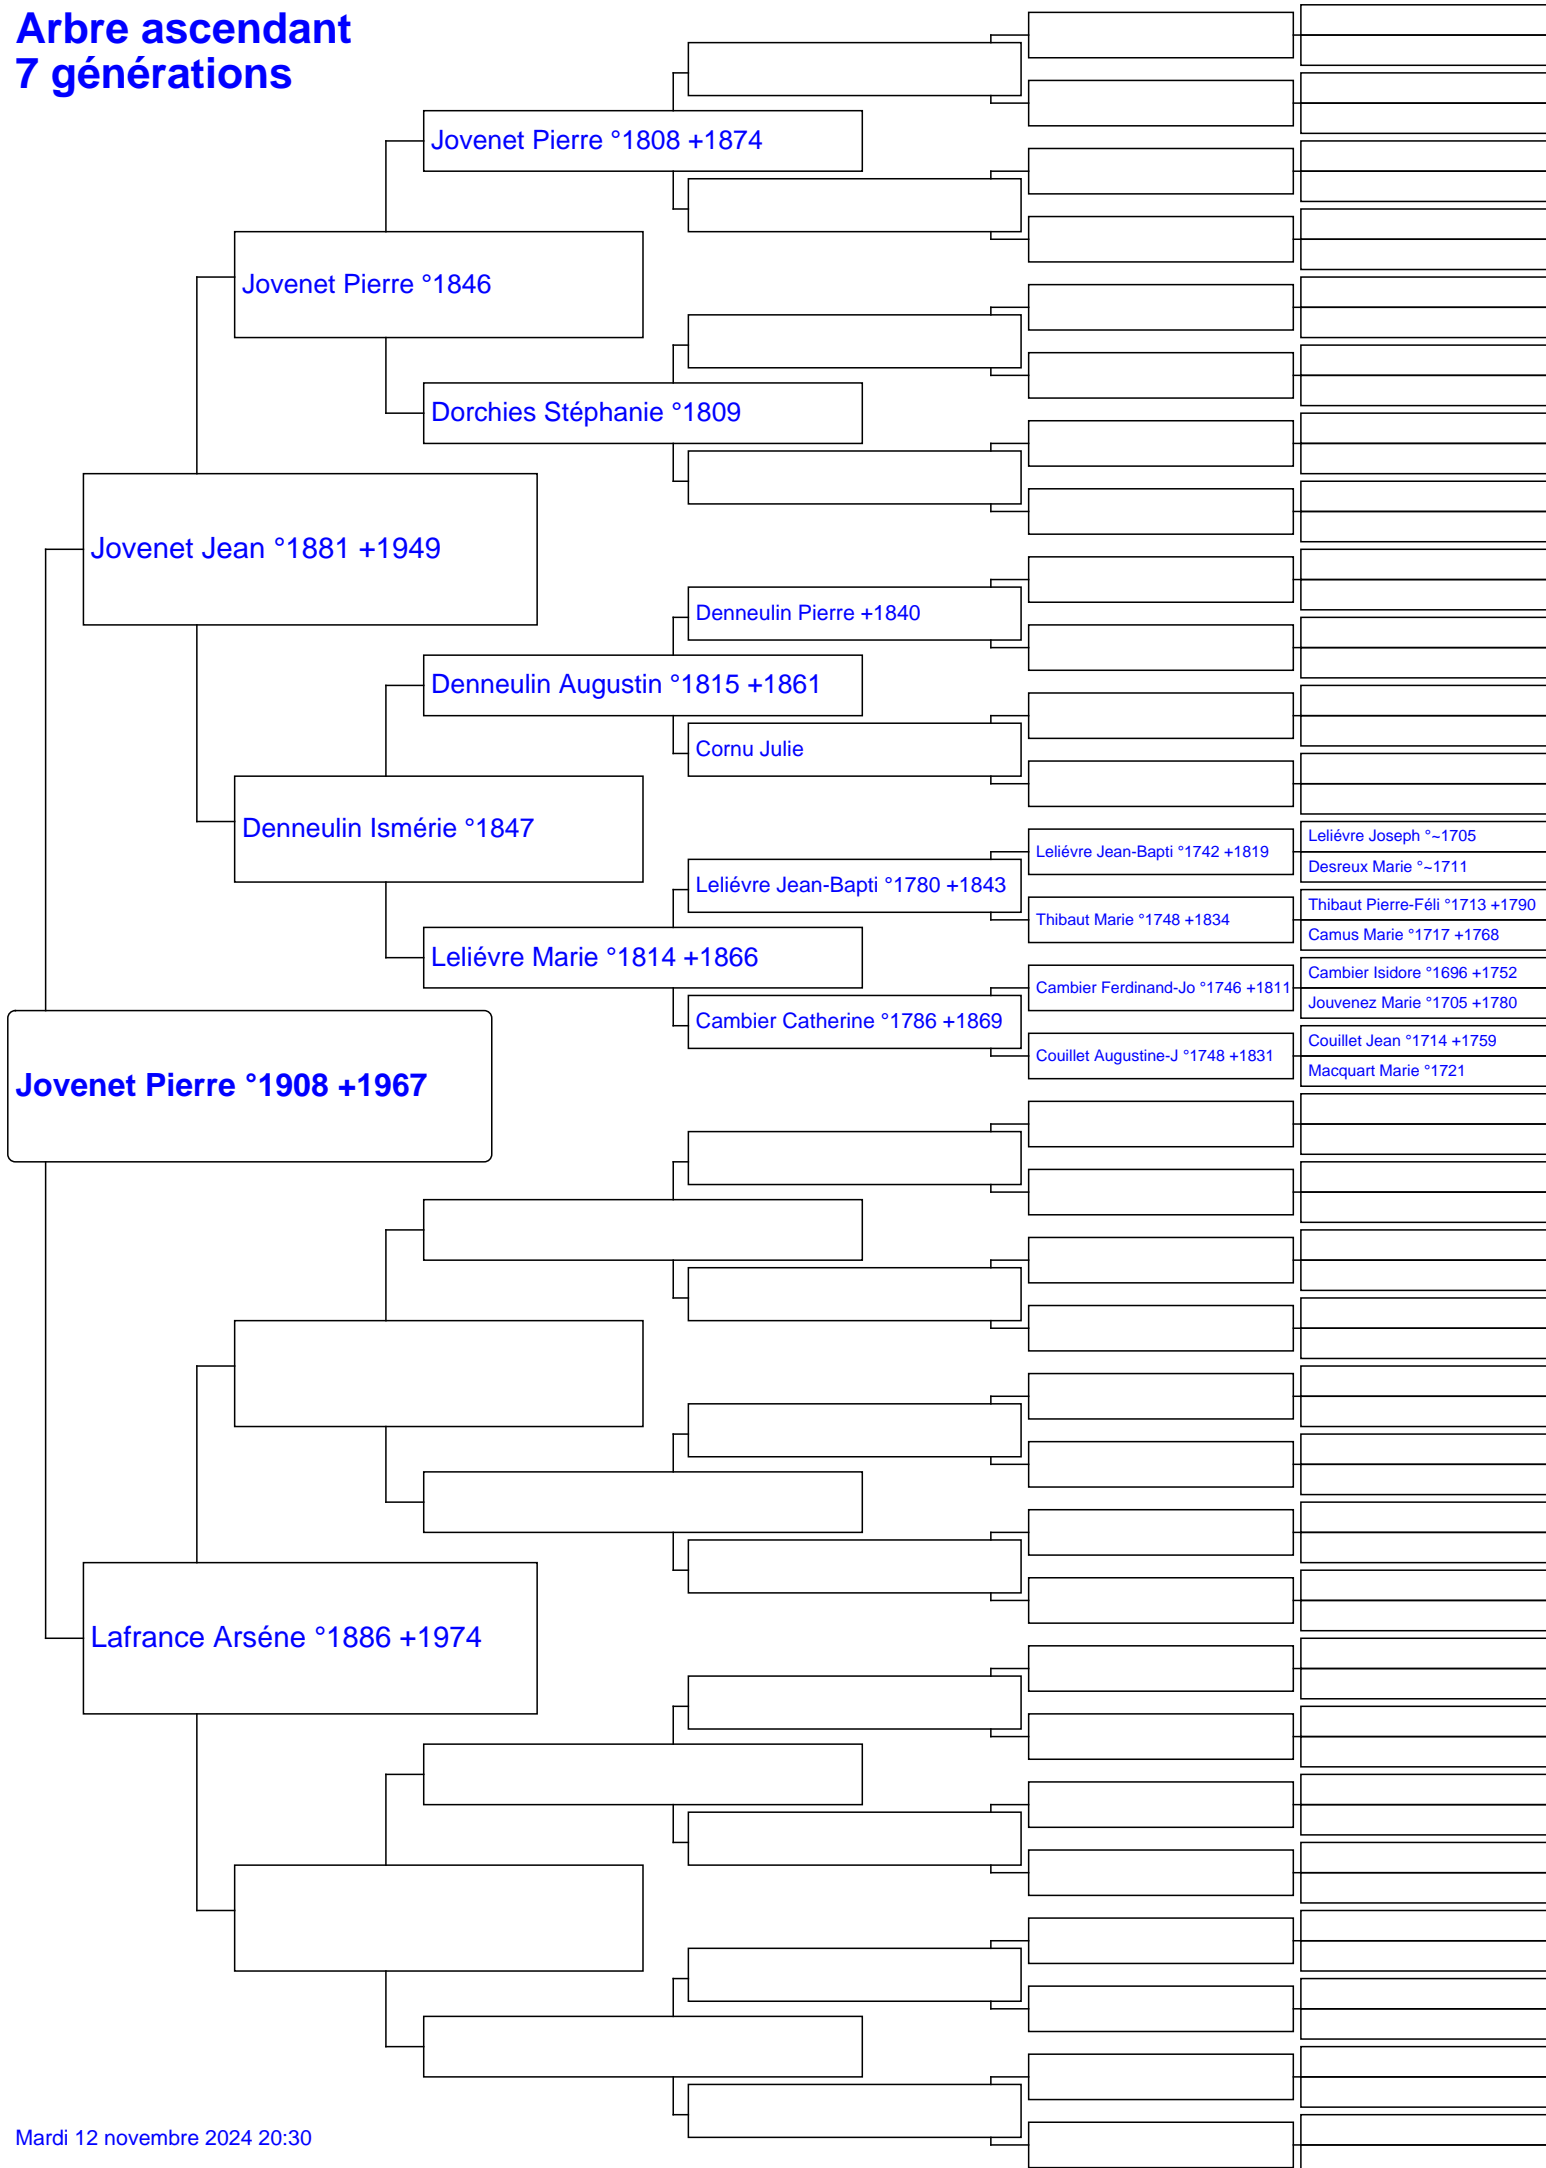 Arbre ascendant
7 générations
Jovenet Pierre °1808 +1874
Jovenet Pierre °1846
Dorchies Stéphanie °1809
Jovenet Jean °1881 +1949
Denneulin Pierre +1840
Denneulin Augustin °1815 +1861
Cornu Julie
Denneulin Ismérie °1847
Leliévre Joseph °~1705
Leliévre Jean-Bapti °1742 +1819
Desreux Marie °~1711
Leliévre Jean-Bapti °1780 +1843
Thibaut Pierre-Féli °1713 +1790
Thibaut Marie °1748 +1834
Camus Marie °1717 +1768
Leliévre Marie °1814 +1866
Cambier Isidore °1696 +1752
Cambier Ferdinand-Jo °1746 +1811
Jouvenez Marie °1705 +1780
Cambier Catherine °1786 +1869
Couillet Jean °1714 +1759
Couillet Augustine-J °1748 +1831
Macquart Marie °1721
Jovenet Pierre °1908 +1967
Lafrance Arséne °1886 +1974
Mardi 12 novembre 2024 20:30